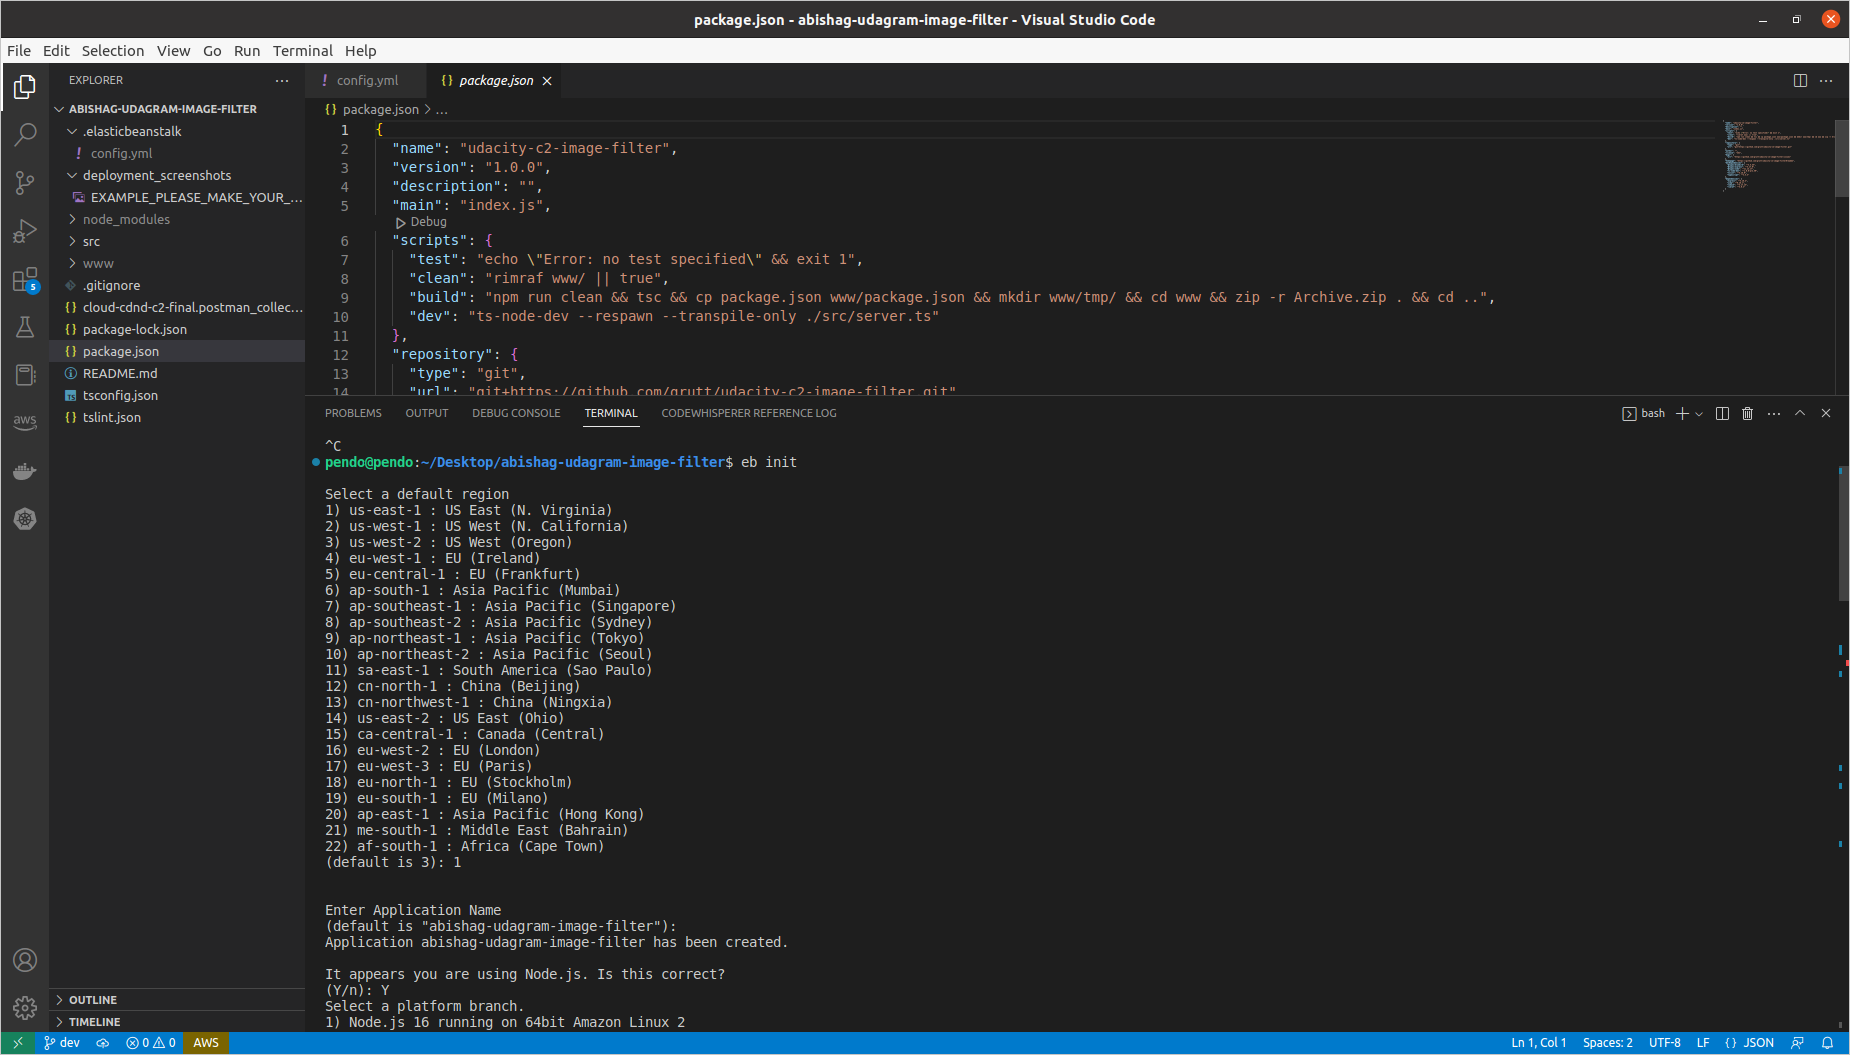 package.json - abishag-udagram-image-filter - Visual Studio Code
File Edit Selection View Go Run Terminal Help
EXPLORER
ABISHAG-UDAGRAM-IMAGE-FILTER
.elasticbeanstalk
! config.yml
deployment_screenshots
EXAMPLE_PLEASE_MAKE_YOUR_...
node_modules
src
www
.gitignore
{} cloud-cdnd-c2-final.postman_collec...
{} package-lock.json
{} package.json
README.md
TS tsconfig.json
{} tslint.json
5
aws
OUTLINE
TIMELINE
! config.yml
{} package.json
{} package.json > ...
1 {
2 "name": "udacity-c2-image-filter",
3 "version": "1.0.0",
4 "description": "",
5 "main": "index.js",
Debug
6 "scripts": {
7 "test": "echo \"Error: no test specified\" && exit 1",
8 "clean": "rimraf www/ || true",
9 "build": "npm run clean && tsc && cp package.json www/package.json && mkdir www/tmp/ && cd www && zip -r Archive.zip . && cd ..",
10 "dev": "ts-node-dev --respawn --transpile-only ./src/server.ts"
11 },
12 "repository": {
13 "type": "git",
14 "url": "git+https://github.com/grutt/udacity-c2-image-filter.git"
PROBLEMS OUTPUT DEBUG CONSOLE TERMINAL CODEWHISPERER REFERENCE LOG
bash
^C
pendo@pendo:~/Desktop/abishag-udagram-image-filter$ eb init
Select a default region
1) us-east-1 : US East (N. Virginia)
2) us-west-1 : US West (N. California)
3) us-west-2 : US West (Oregon)
4) eu-west-1 : EU (Ireland)
5) eu-central-1 : EU (Frankfurt)
6) ap-south-1 : Asia Pacific (Mumbai)
7) ap-southeast-1 : Asia Pacific (Singapore)
8) ap-southeast-2 : Asia Pacific (Sydney)
9) ap-northeast-1 : Asia Pacific (Tokyo)
10) ap-northeast-2 : Asia Pacific (Seoul)
11) sa-east-1 : South America (Sao Paulo)
12) cn-north-1 : China (Beijing)
13) cn-northwest-1 : China (Ningxia)
14) us-east-2 : US East (Ohio)
15) ca-central-1 : Canada (Central)
16) eu-west-2 : EU (London)
17) eu-west-3 : EU (Paris)
18) eu-north-1 : EU (Stockholm)
19) eu-south-1 : EU (Milano)
20) ap-east-1 : Asia Pacific (Hong Kong)
21) me-south-1 : Middle East (Bahrain)
22) af-south-1 : Africa (Cape Town)
(default is 3): 1
Enter Application Name
(default is "abishag-udagram-image-filter"):
Application abishag-udagram-image-filter has been created.
It appears you are using Node.js. Is this correct?
(Y/n): Y
Select a platform branch.
1) Node.js 16 running on 64bit Amazon Linux 2
dev 0 0 AWS
Ln 1, Col 1 Spaces: 2 UTF-8 LF {} JSON